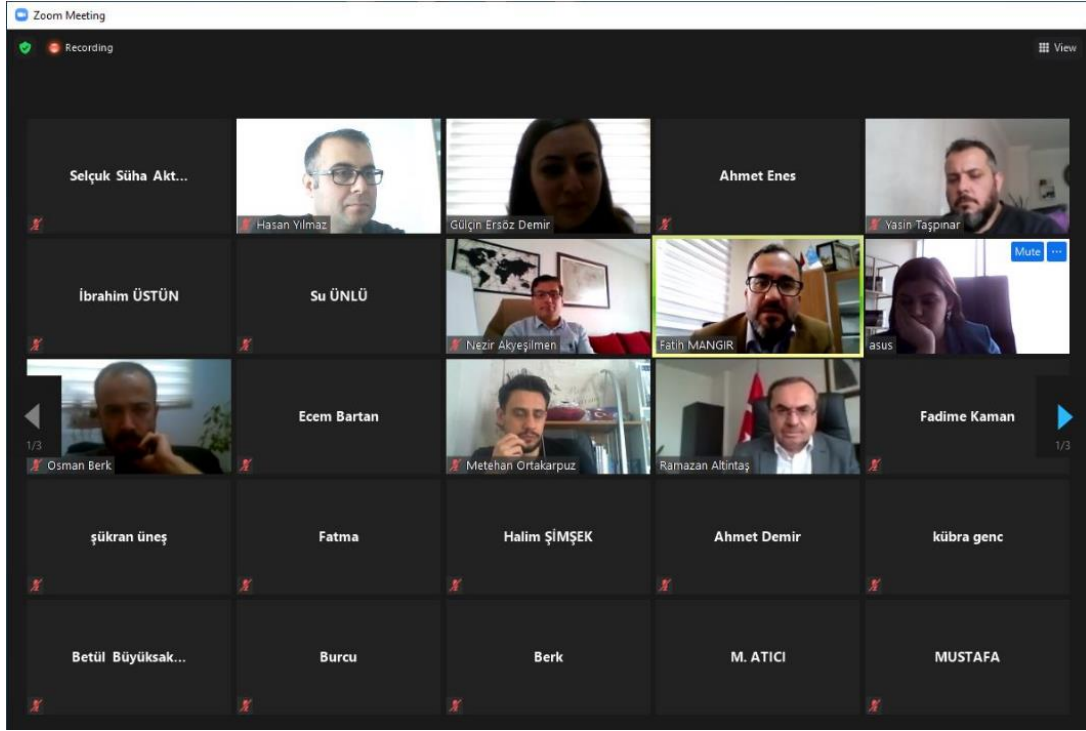 Zoom Meeting
Recording
View
Selçuk Süha Akt...
Hasan Yılmaz
Gülçin Ersöz Demir
Ahmet Enes
Yasin Taşpınar
İbrahim ÜSTÜN
Su ÜNLÜ
Nezir Akyeşilmen
Fatih MANGIR
Mute ...
asus
1/3
Osman Berk
Ecem Bartan
Metehan Ortakarpuz
Ramazan Altintaş
Fadime Kaman
1/3
şükran üneş
Fatma
Halim ŞİMŞEK
Ahmet Demir
kübra genc
Betül Büyüksak...
Burcu
Berk
M. ATICI
MUSTAFA